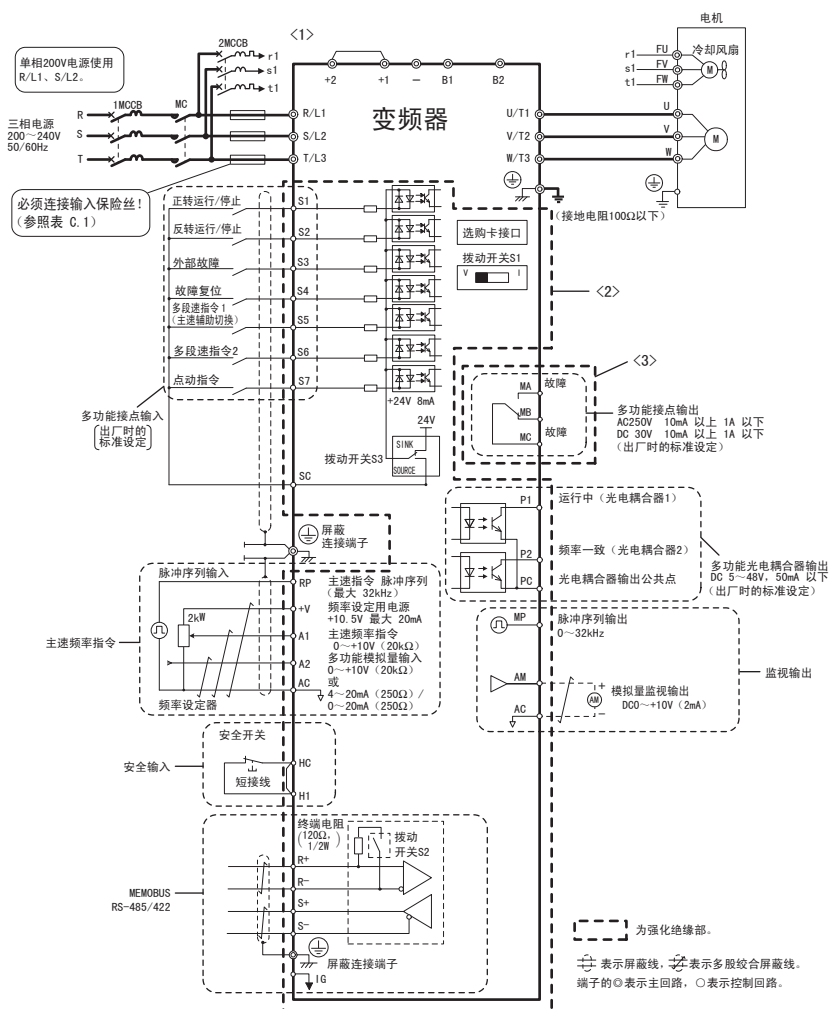 电机
2MCCB
<1>
r1
s1
t1
单相200V电源使用
R/L1、S/L2。
+2
+1
−
B1
B2
r1
FU
s1
FV
t1
FW
冷却风扇
M
1MCCB
MC
R
三相电源
200～240V
50/60Hz
S
T
R/L1
S/L2
T/L3
变频器
U/T1
V/T2
W/T3
U
V
W
M
必须连接输入保险丝！
（参照表 C.1）
（接地电阻100Ω以下）
正转运行/停止
S1
反转运行/停止
S2
外部故障
S3
故障复位
S4
多段速指令1
（主速辅助切换）
S5
多段速指令2
S6
点动指令
S7
选购卡接口
拨动开关S1
V
I
<2>
<3>
多功能接点输入
出厂时的
标准设定
+24V 8mA
24V
SINK
SOURCE
拨动开关S3
SC
MA
故障
MB
MC
故障
多功能接点输出
AC250V 10mA 以上 1A 以下
DC 30V 10mA 以上 1A 以下
（出厂时的标准设定）
屏蔽
连接端子
P1
运行中（光电耦合器1）
P2
频率一致（光电耦合器2）
PC
光电耦合器输出公共点
多功能光电耦合器输出
DC 5～48V，50mA 以下
（出厂时的标准设定）
脉冲序列输入
RP
主速指令 脉冲序列
（最大 32kHz）
2kW
+V
频率设定用电源
+10.5V 最大 20mA
主速频率指令
A1
主速频率指令
0～+10V（20kΩ）
A2
多功能模拟量输入
0～+10V（20kΩ）
AC
或
4～20mA（250Ω）/
0～20mA（250Ω）
频率设定器
MP
脉冲序列输出
0～32kHz
AM
AM
+
−
模拟量监视输出
DC0～+10V（2mA）
AC
监视输出
安全开关
安全输入
HC
短接线
H1
终端电阻
（120Ω，
1/2W）
拨动
开关S2
MEMOBUS
RS-485/422
R+
R−
S+
S−
屏蔽连接端子
IG
为强化绝缘部。
表示屏蔽线，表示多股绞合屏蔽线。
端子的◎表示主回路，○表示控制回路。